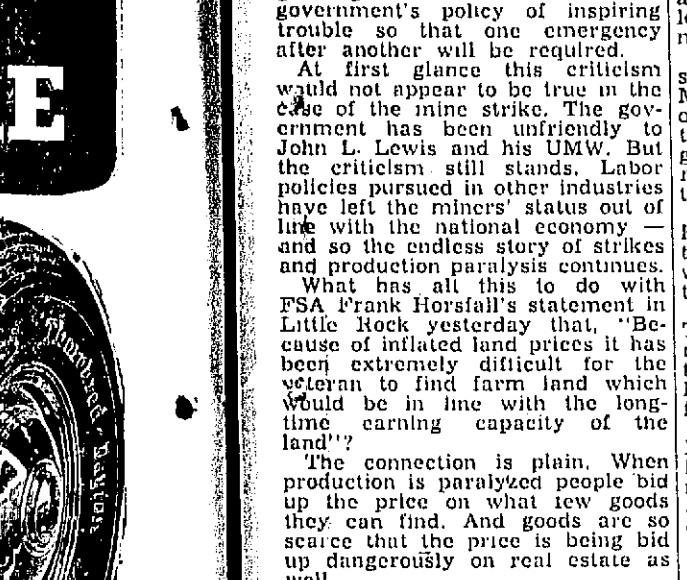 E
government's policy of inspiring
trouble so that one emergency
after another will be required.
At first glance this criticism
would not appear to be true in the
case of the mine strike. The gov-
ernment has been unfriendly to
John L. Lewis and his UMW. But
the criticism still stands. Labor
policies pursued in other industries
have left the miners' status out of
line with the national economy —
and so the endless story of strikes
and production paralysis continues.
What has all this to do with
FSA Frank Horsfall's statement in
Little Rock yesterday that, "Be-
cause of inflated land prices it has
been extremely difficult for the
veteran to find farm land which
would be in line with the long-
time earning capacity of the
land"?
The connection is plain. When
production is paralyzed people bid
up the price on what few goods
they can find. And goods are so
scarce that the price is being bid
up dangerously on real estate as
well